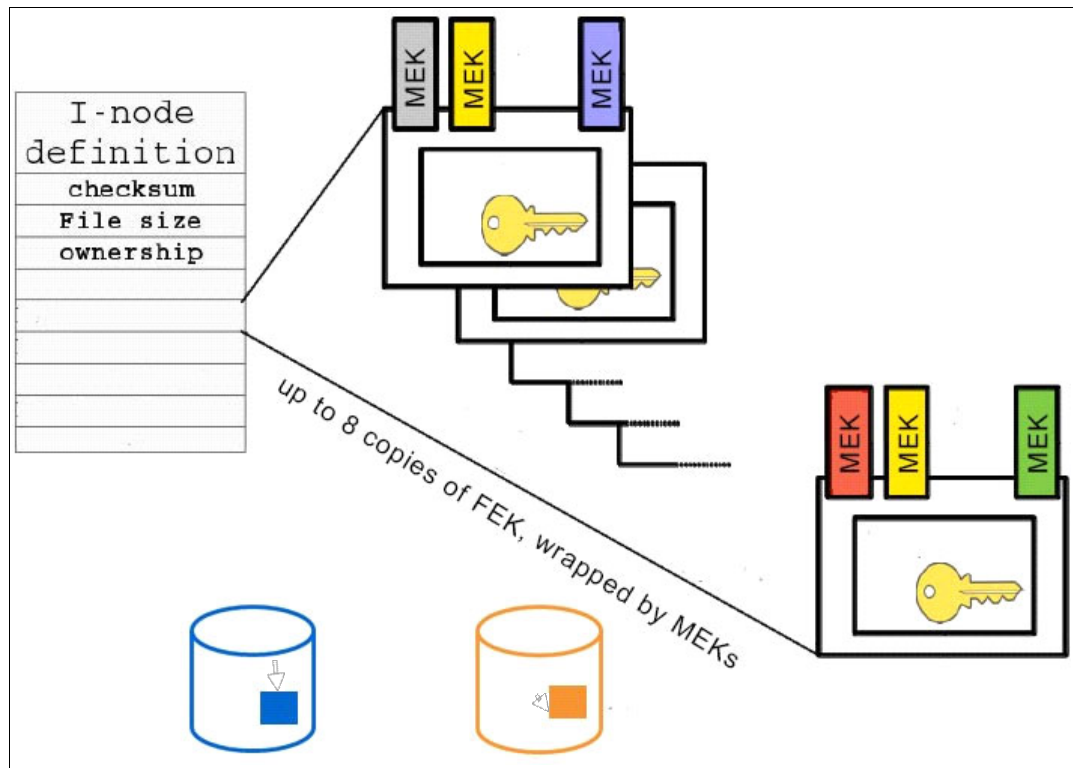 I-node
definition
checksum
File size
ownership
MEK
MEK
MEK
up to 8 copies of FEK, wrapped by MEKs
MEK
MEK
MEK